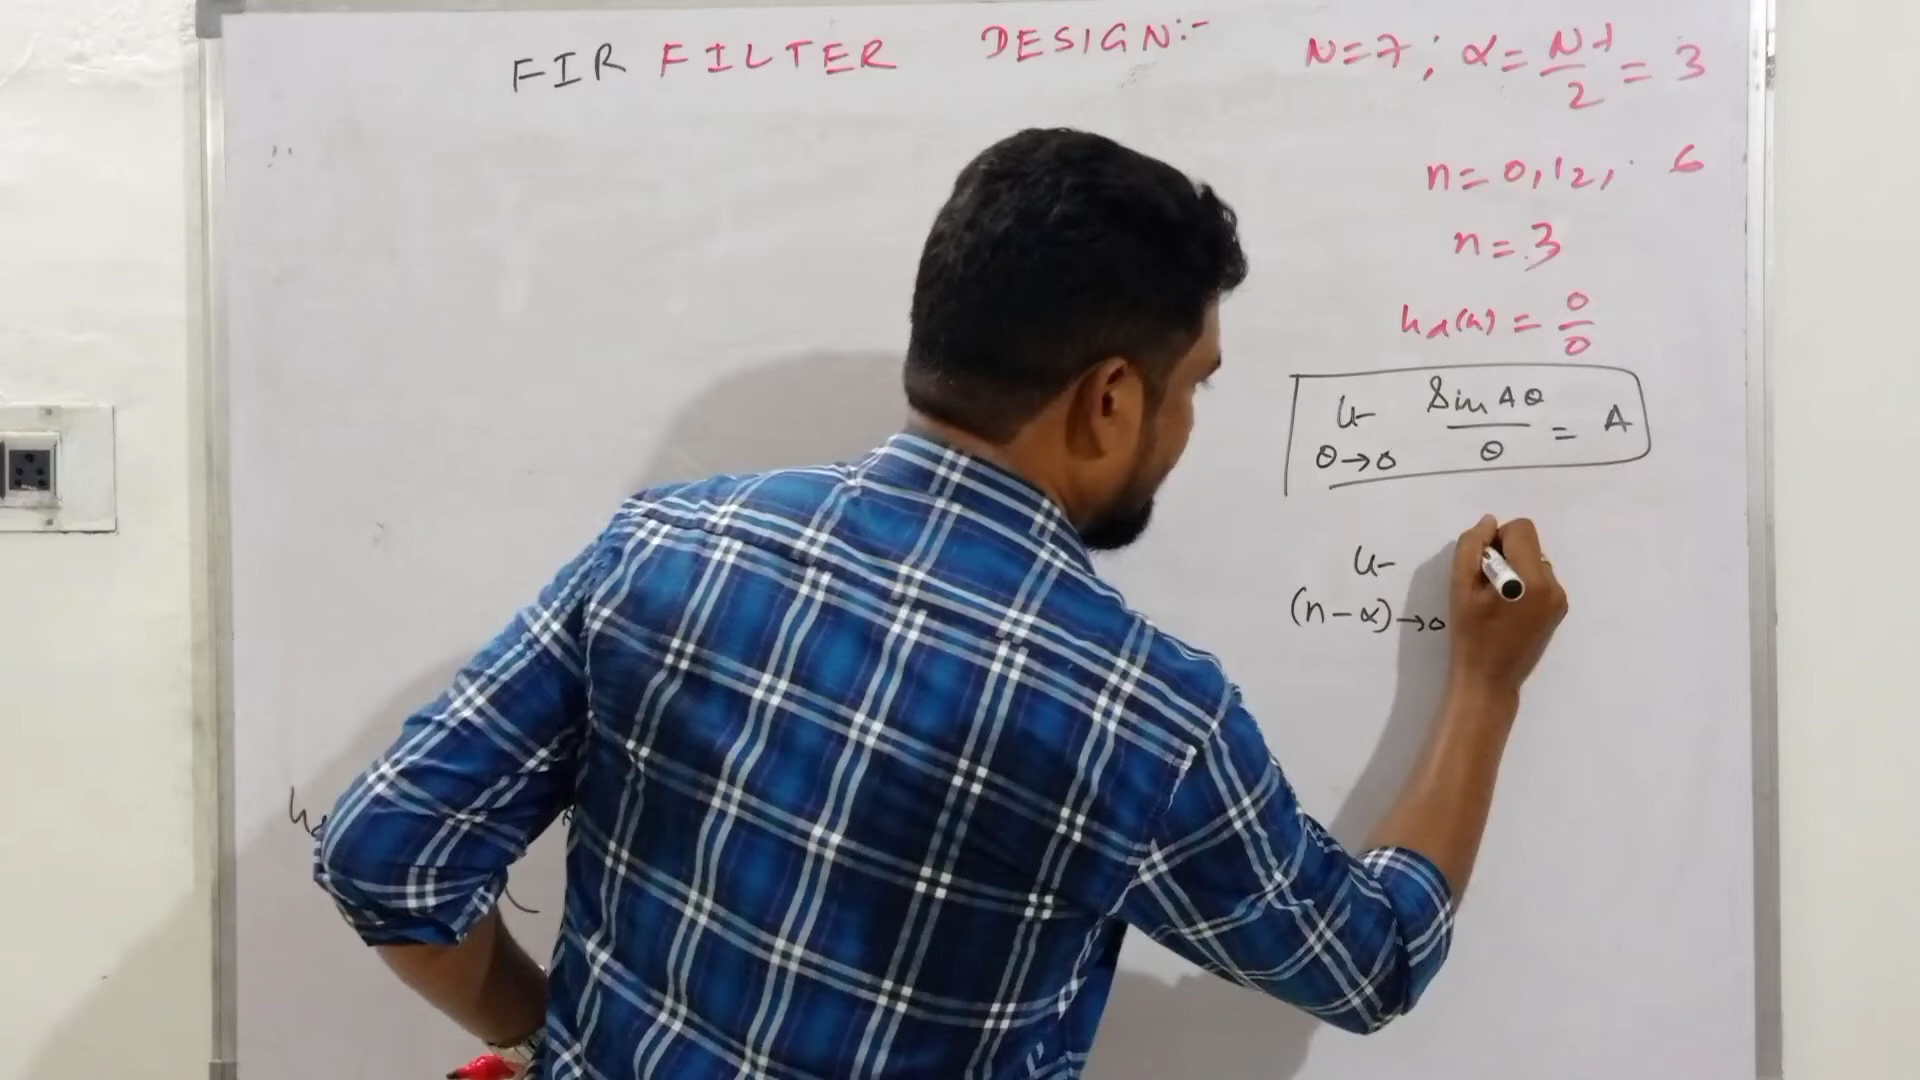 FIR FILTER DESIGN:-
N=7; α = N-1/2 = 3
n = 0,1,2, . 6
n = 3
hd(n) = 0/0
Lt θ→0 Sin Aθ/θ = A
Lt (n-α)→0